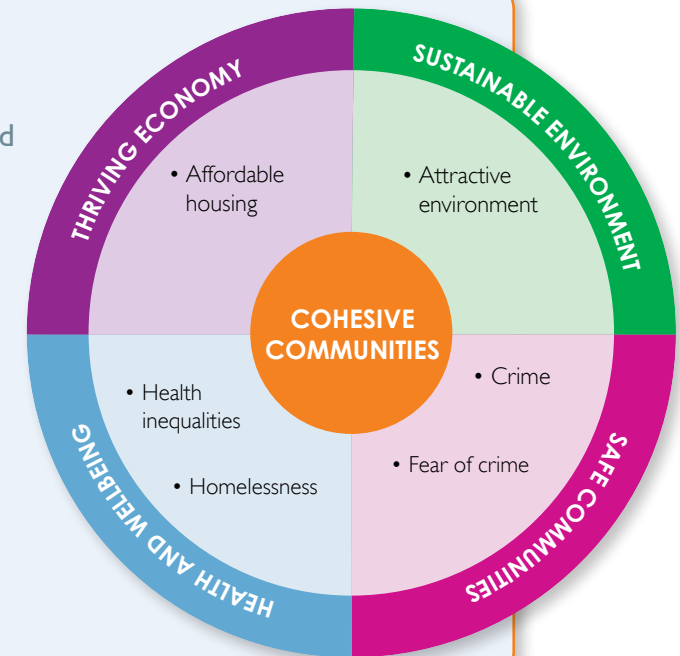 d
THRIVING ECONOMY
SUSTAINABLE ENVIRONMENT
• Affordable
housing
• Attractive
environment
COHESIVE
COMMUNITIES
• Health
inequalities
• Homelessness
• Crime
• Fear of crime
HEALTH AND WELLBEING
SAFE COMMUNITIES